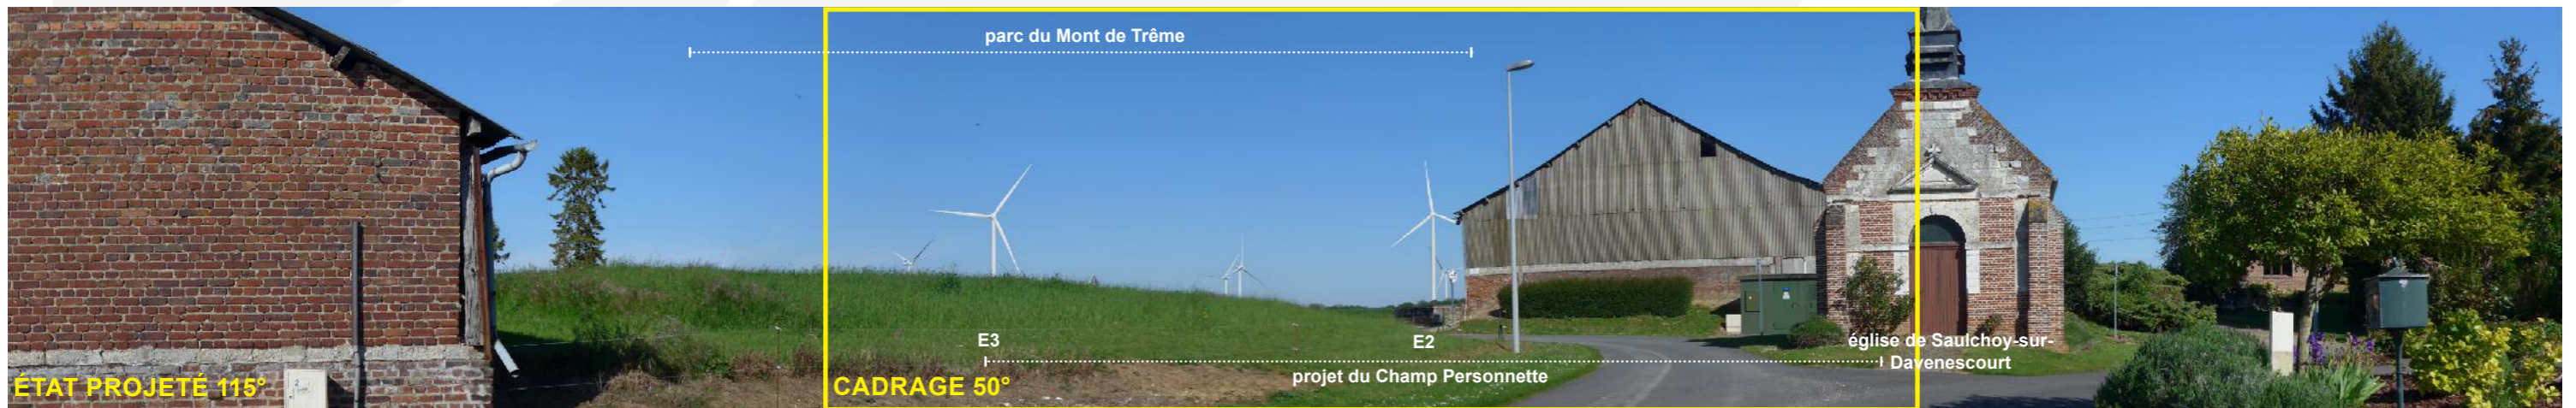 parc du Mont de Trême
E3
E2
église de Saulchoy-sur-
Davenescourt
projet du Champ Personnette
ÉTAT PROJETÉ 115°
CADRAGE 50°
2